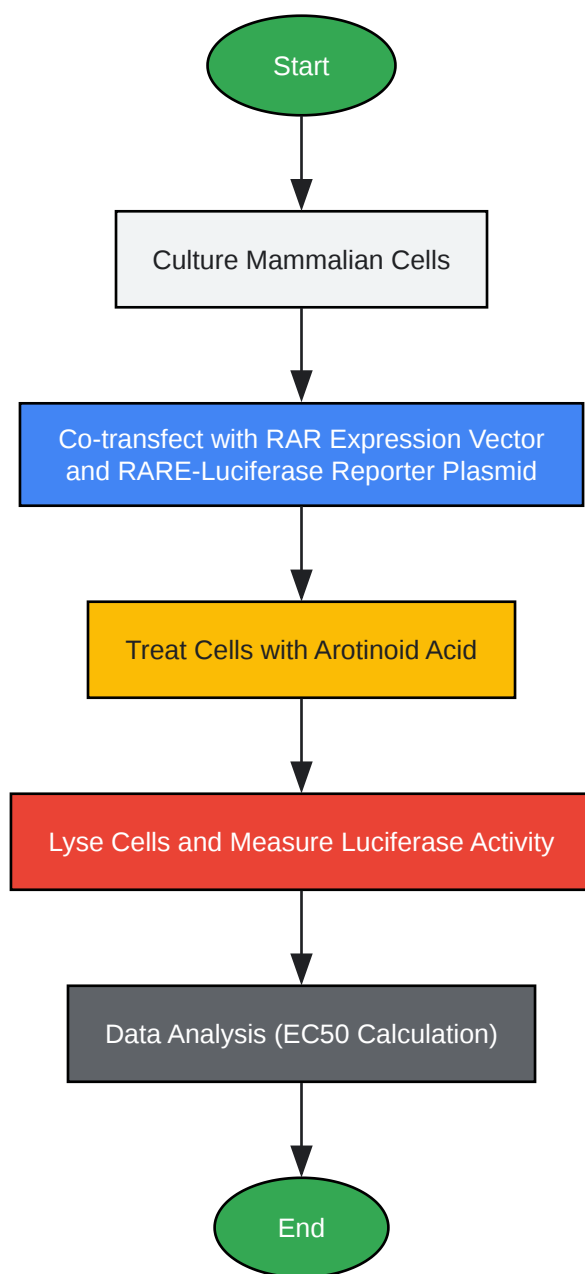 Start
Culture Mammalian Cells
Co-transfect with RAR Expression Vector
and RARE-Luciferase Reporter Plasmid
Treat Cells with Arotinoid Acid
Lyse Cells and Measure Luciferase Activity
Data Analysis (EC50 Calculation)
End